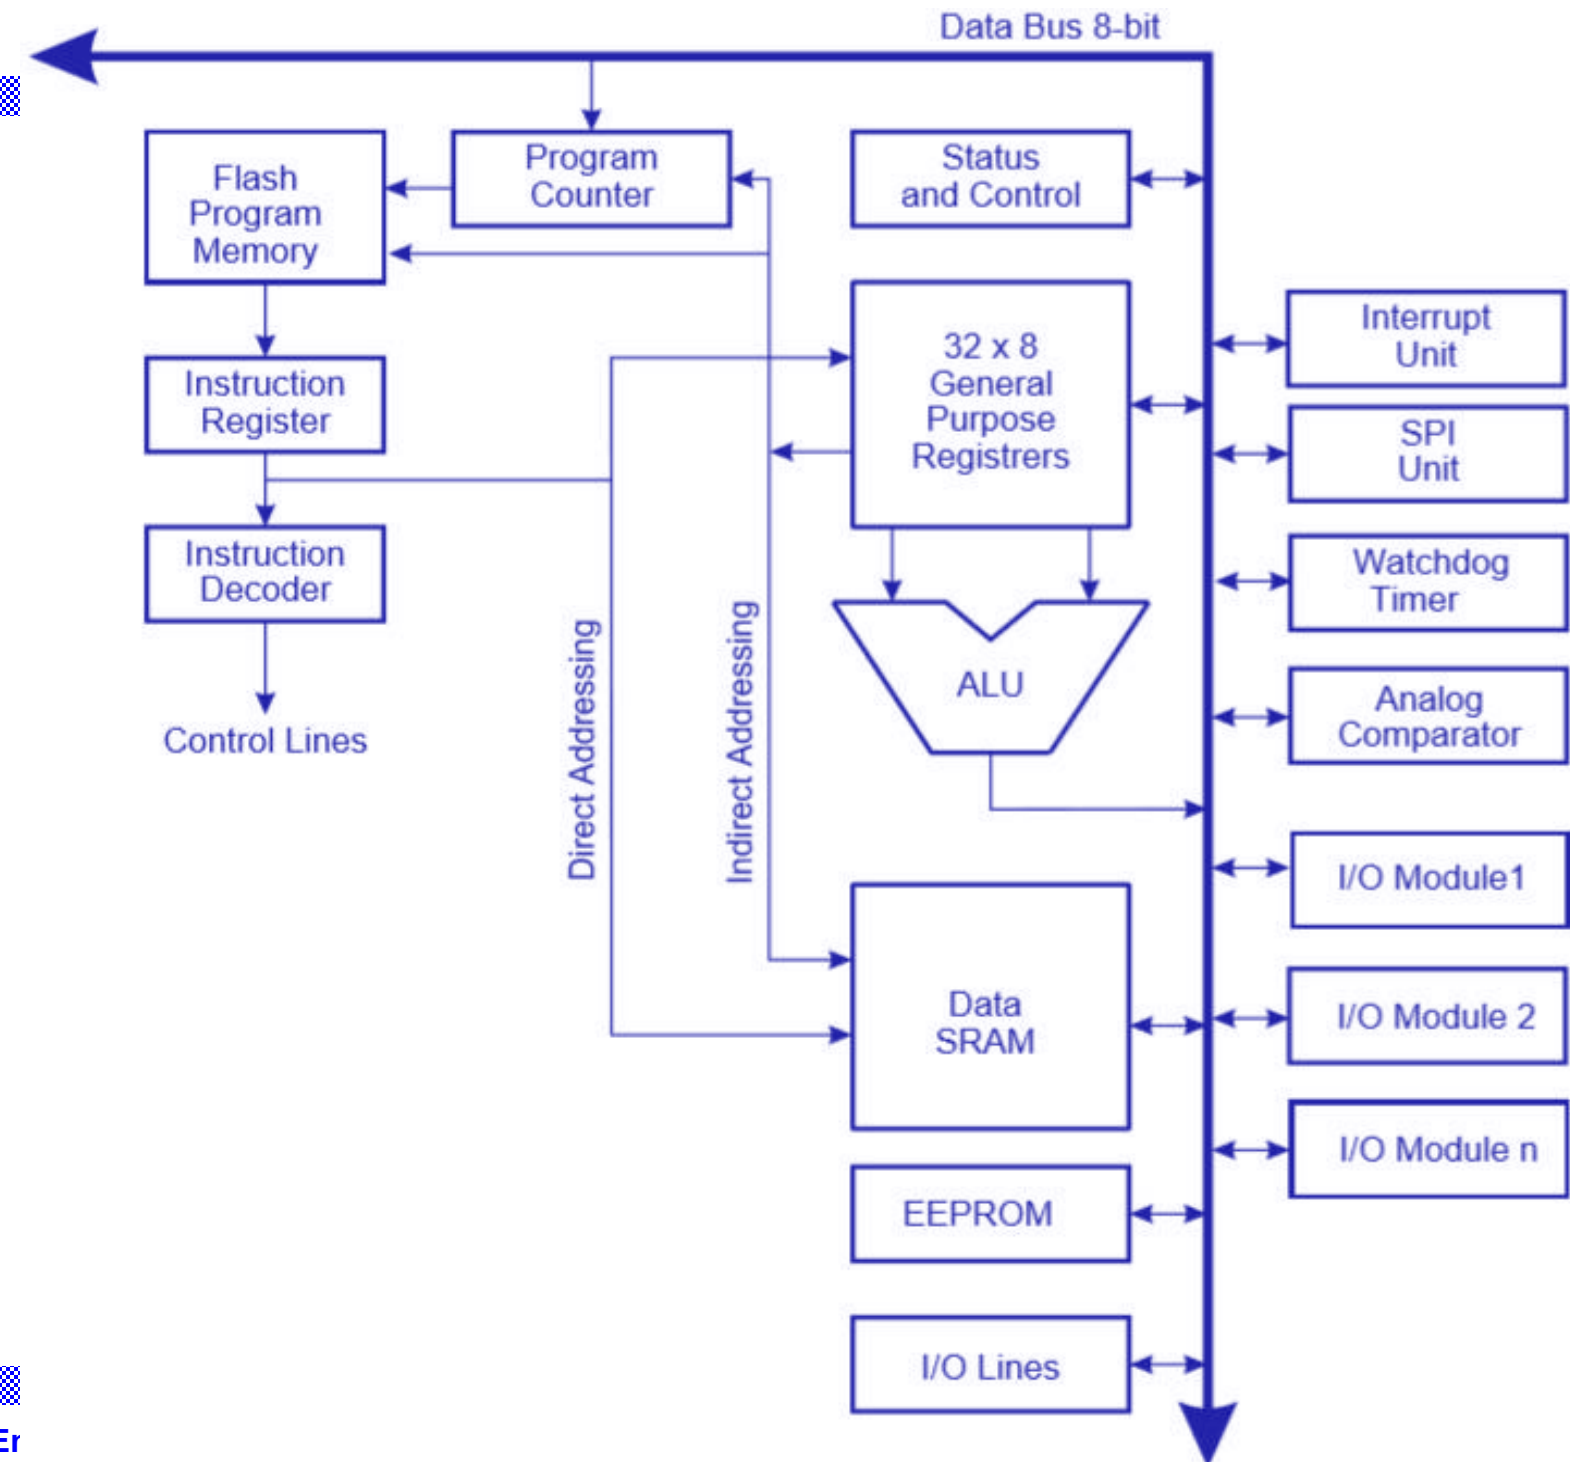 Data Bus 8-bit
Flash
Program
Memory
Program
Counter
Status
and Control
Instruction
Register
Instruction
Decoder
Control Lines
Direct Addressing
Indirect Addressing
32 x 8
General
Purpose
Registrers
ALU
Data
SRAM
EEPROM
I/O Lines
Interrupt
Unit
SPI
Unit
Watchdog
Timer
Analog
Comparator
I/O Module1
I/O Module 2
I/O Module n